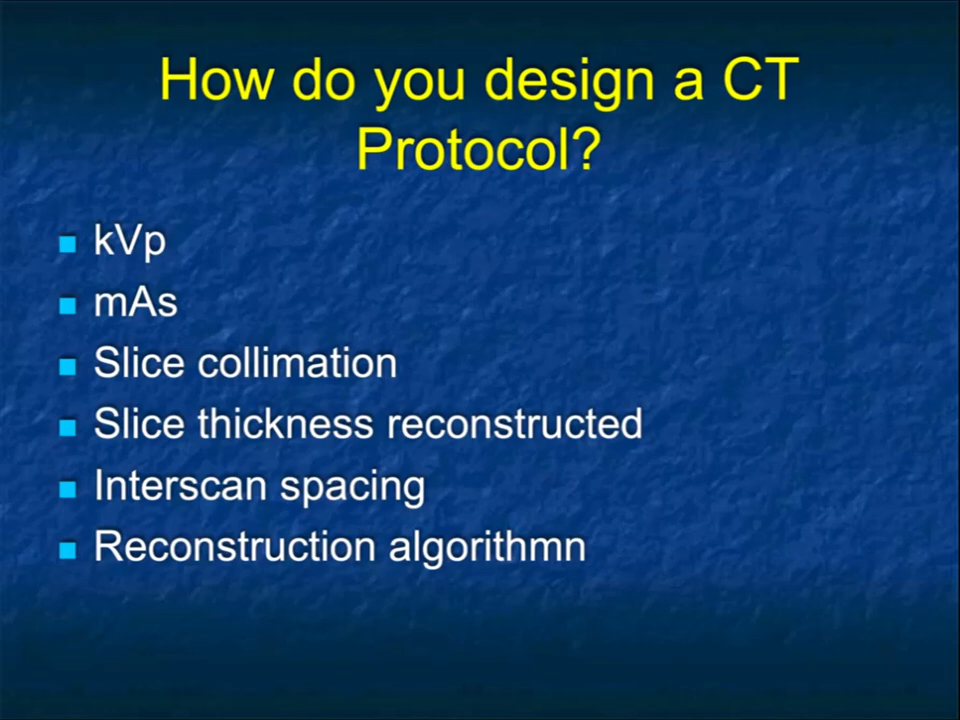 How do you design a CT
Protocol?
kVp
mAs
Slice collimation
Slice thickness reconstructed
Interscan spacing
Reconstruction algorithmn